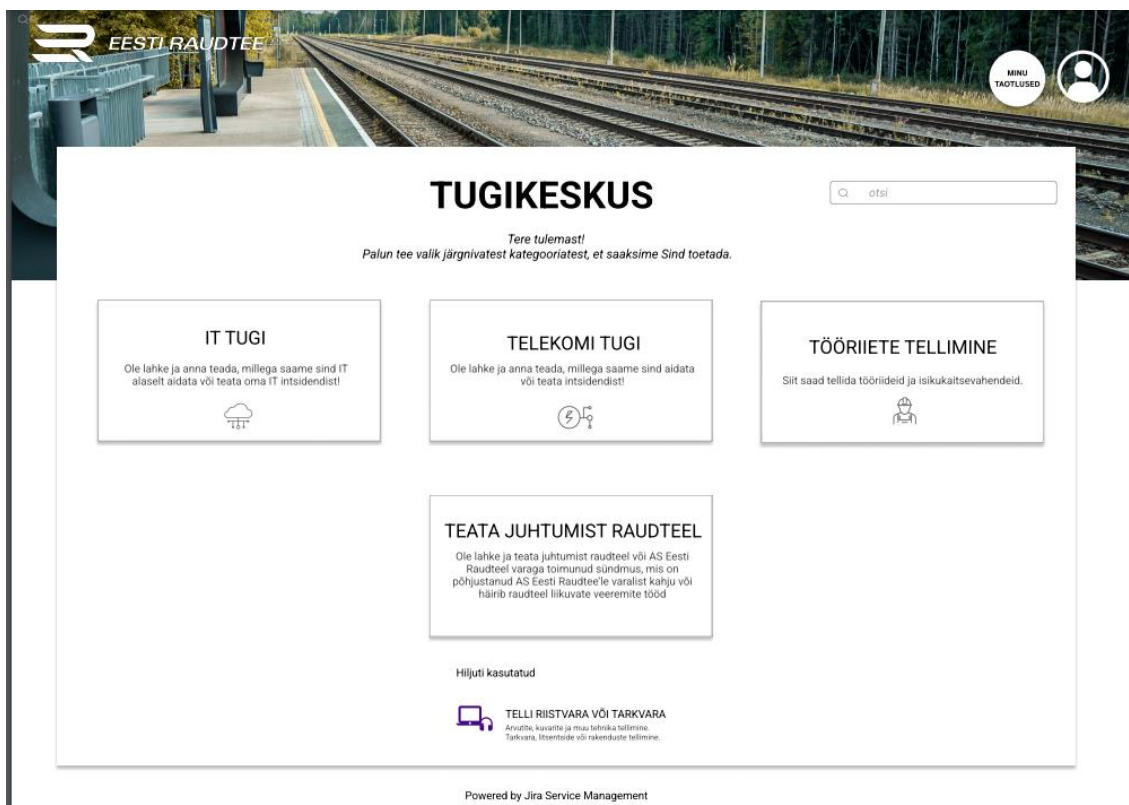 EESTI RAUDTEE
MINU
TAOTLUSED
TUGIKESKUS
otsi
Tere tulemast!
Palun tee valik järgnivatest kategooriatest, et saaksime Sind toetada.
IT TUGI
Ole lahke ja anna teada, millega saame sind IT
alaselt aidata või teata oma IT intsidendist!
TELEKOMI TUGI
Ole lahke ja anna teada, millega saame sind aidata
või teata intsidendist!
TÖÖRIIETE TELLIMINE
Siit saad tellida tööriideid ja isikukaitsevahendeid.
TEATA JUHTUMIST RAUDTEEL
Ole lahke ja teata juhtumist raudteel või AS Eesti
Raudteel varaga toimunud sündmus, mis on
põhjustanud AS Eesti Raudtee'le varalist kahju või
häirib raudteel liikuvate veeremite tööd
Hiljuti kasutatud
TELLI RIISTVARA VÕI TARKVARA
Arvutite, kuvarite ja muu tehnika tellimine.
Tarkvara, litsentside või rakenduste tellimine.
Powered by Jira Service Management